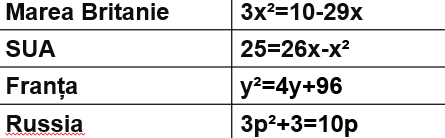 Marea Britanie 3x²=10-29x
SUA 25=26x-x²
Franța y²=4y+96
Russia 3p²+3=10p